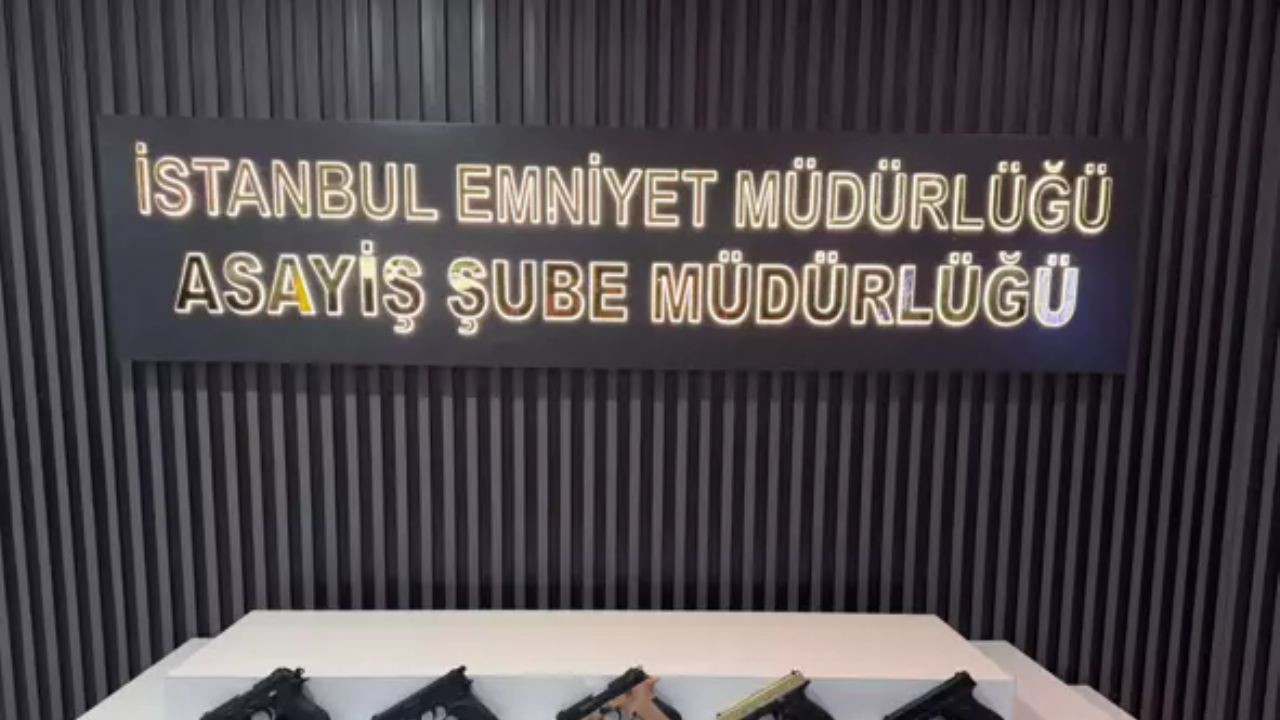 İSTANBUL EMNİYET MÜDÜRLÜĞÜ
ASAYİŞ ŞUBE MÜDÜRLÜĞÜ